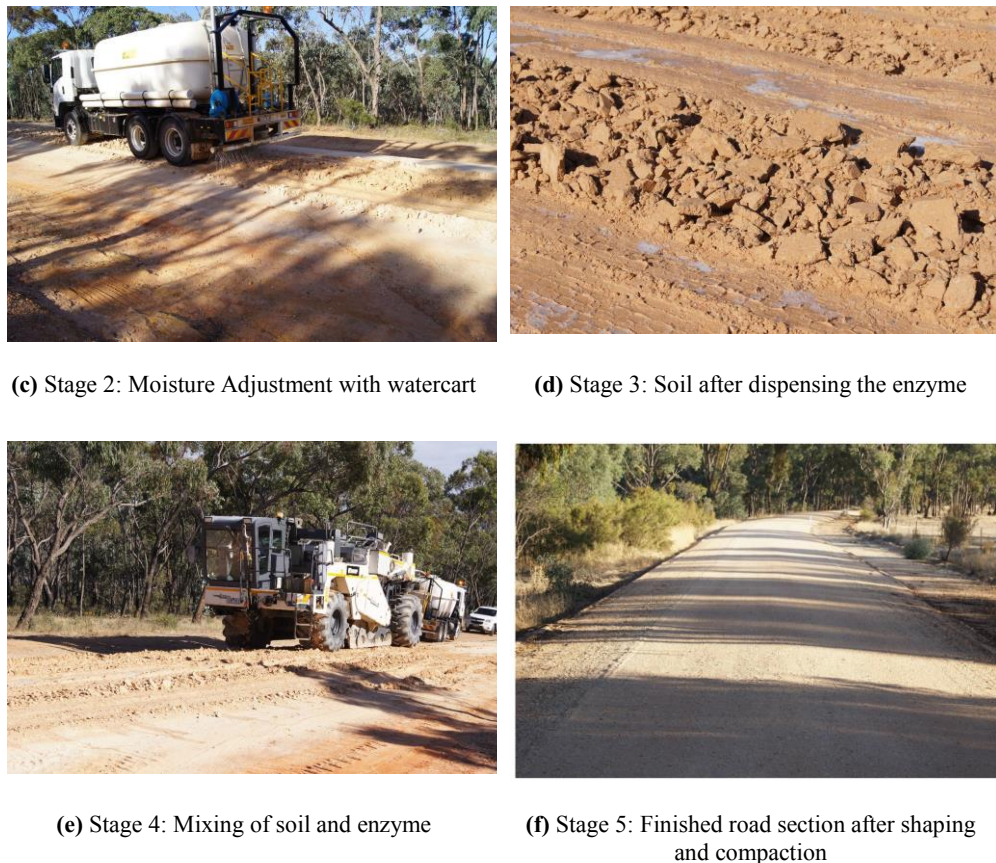 (c) Stage 2: Moisture Adjustment with watercart
(d) Stage 3: Soil after dispensing the enzyme
(e) Stage 4: Mixing of soil and enzyme
(f) Stage 5: Finished road section after shaping
and compaction